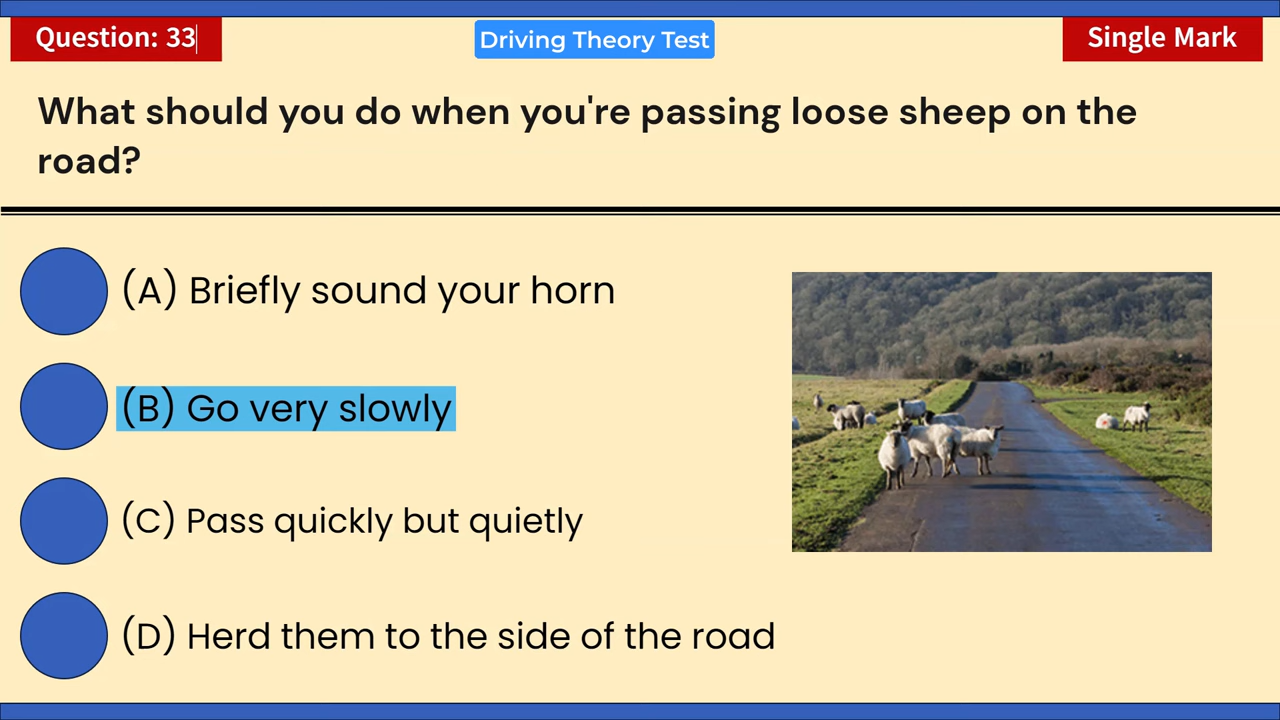 Question: 33
Driving Theory Test
Single Mark
What should you do when you're passing loose sheep on the
road?
(A) Briefly sound your horn
(B) Go very slowly
(C) Pass quickly but quietly
(D) Herd them to the side of the road